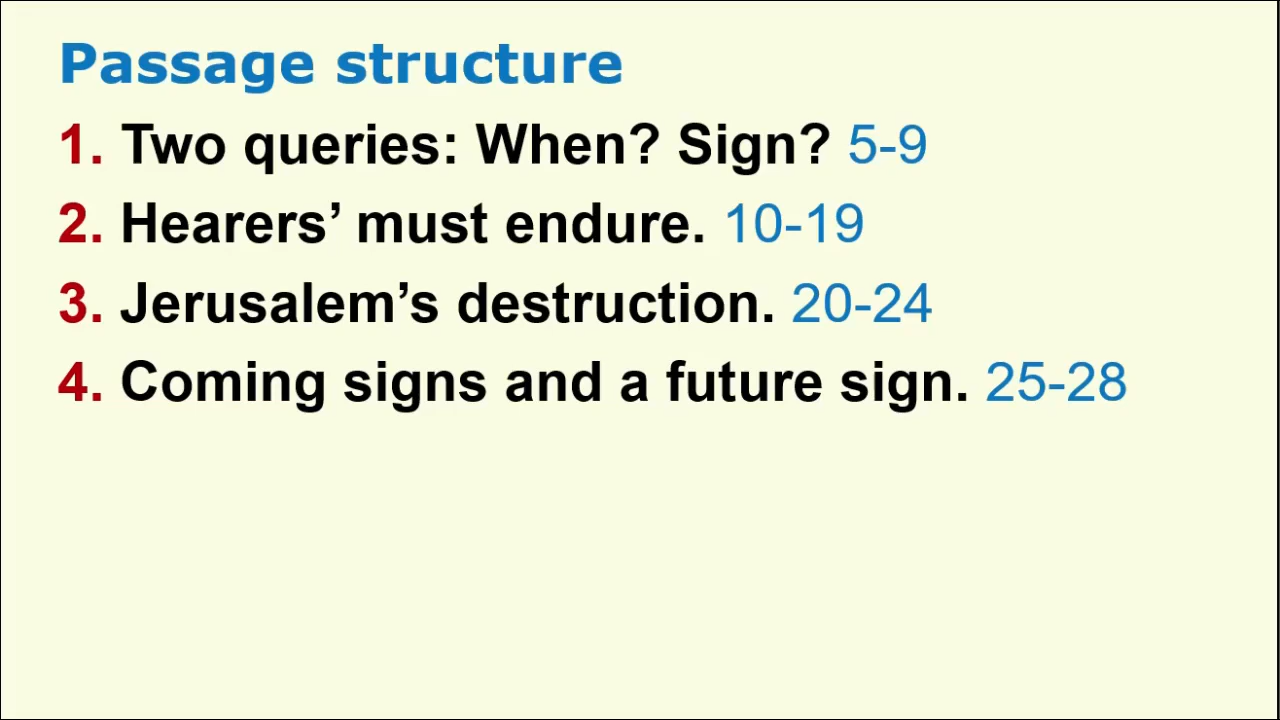 Passage structure
1. Two queries: When? Sign? 5-9
2. Hearers’ must endure. 10-19
3. Jerusalem’s destruction. 20-24
4. Coming signs and a future sign. 25-28